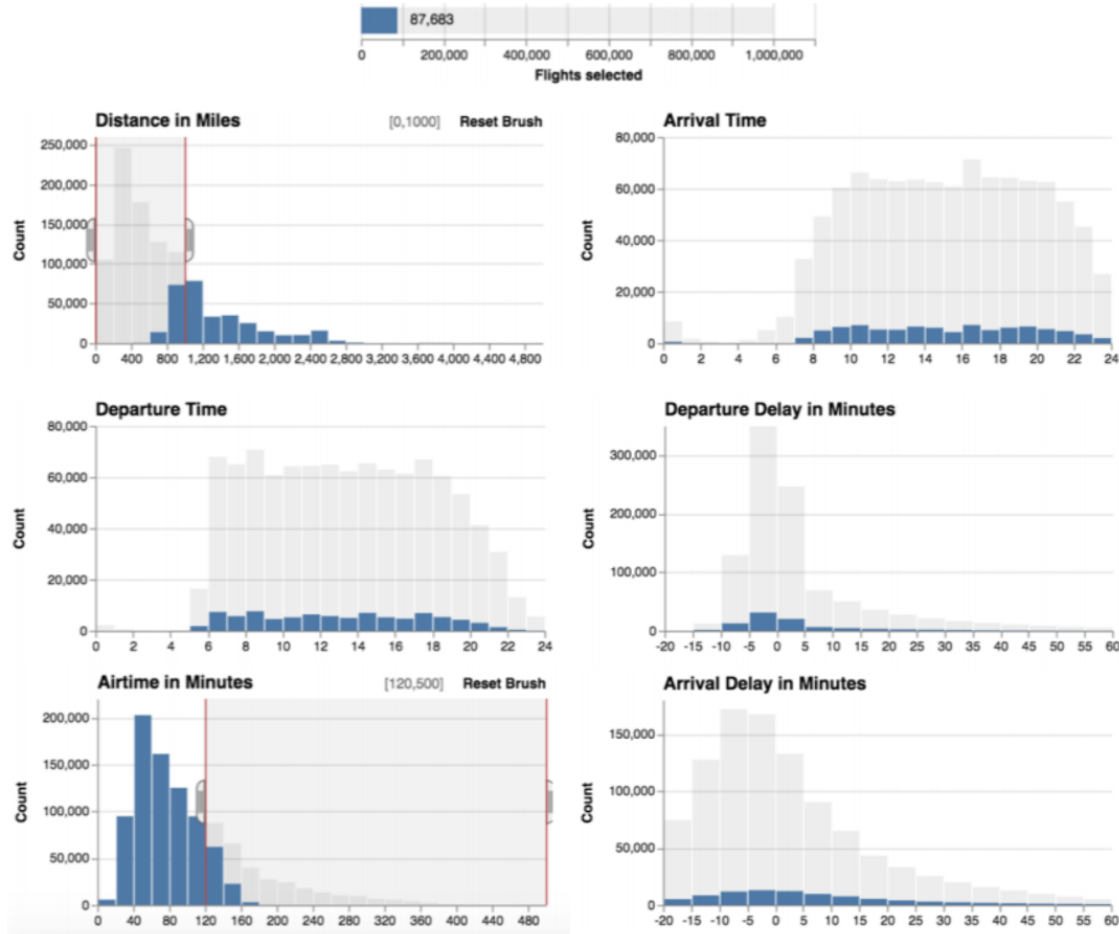 87,683
0 200,000 400,000 600,000 800,000 1,000,000
Flights selected
Distance in Miles [0,1000] Reset Brush
250,000
200,000
150,000
100,000
50,000
0
Count
0 400 800 1,200 1,600 2,000 2,400 2,800 3,200 3,600 4,000 4,400 4,800
Arrival Time
80,000
60,000
40,000
20,000
0
Count
0 2 4 6 8 10 12 14 16 18 20 22 24
Departure Time
80,000
60,000
40,000
20,000
0
Count
0 2 4 6 8 10 12 14 16 18 20 22 24
Departure Delay in Minutes
300,000
200,000
100,000
0
Count
-20 -15 -10 -5 0 5 10 15 20 25 30 35 40 45 50 55 60
Airtime in Minutes [120,500] Reset Brush
200,000
150,000
100,000
50,000
0
Count
0 40 80 120 160 200 240 280 320 360 400 440 480
Arrival Delay in Minutes
150,000
100,000
50,000
0
Count
-20 -15 -10 -5 0 5 10 15 20 25 30 35 40 45 50 55 60